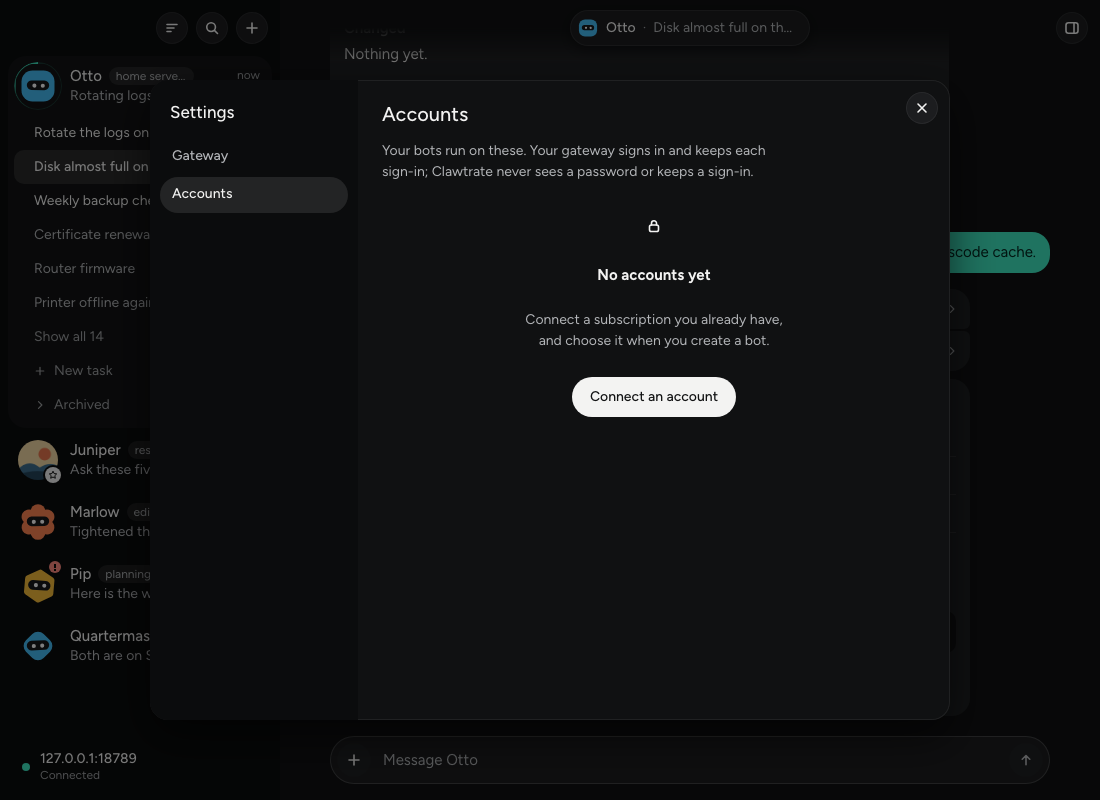 Otto · Disk almost full on th...
Nothing yet.
Otto home serve... now
Rotating logs
Rotate the logs on
Disk almost full on
Weekly backup che
Certificate renewa
Router firmware
Printer offline again
Show all 14
New task
Archived
Juniper res
Ask these fiv
Marlow edi
Tightened th
Pip planning
Here is the w
Quartermas
Both are on S
127.0.0.1:18789
Connected
Settings
Gateway
Accounts
Accounts
Your bots run on these. Your gateway signs in and keeps each
sign-in; Clawtrate never sees a password or keeps a sign-in.
No accounts yet
Connect a subscription you already have,
and choose it when you create a bot.
Connect an account
scode cache.
Message Otto